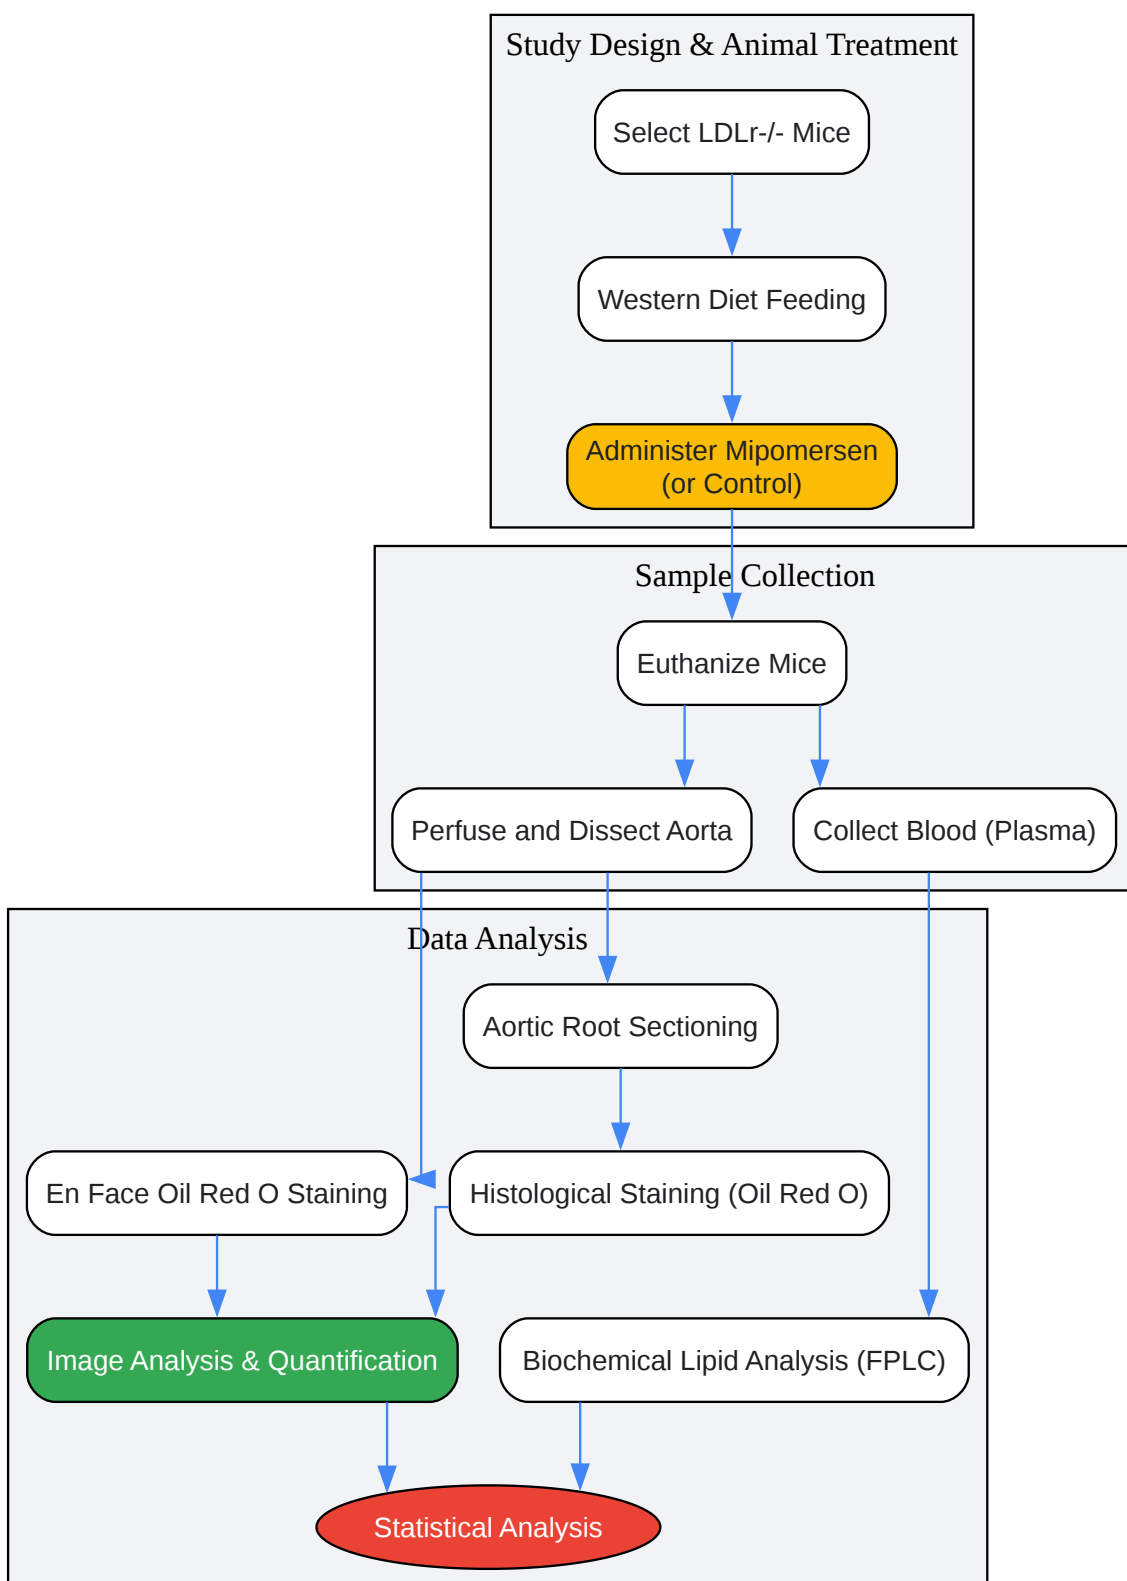 Study Design & Animal Treatment
Select LDLr-/- Mice
Western Diet Feeding
Administer Mipomersen
(or Control)
Sample Collection
Euthanize Mice
Perfuse and Dissect Aorta
Collect Blood (Plasma)
Data Analysis
Aortic Root Sectioning
En Face Oil Red O Staining
Histological Staining (Oil Red O)
Image Analysis & Quantification
Biochemical Lipid Analysis (FPLC)
Statistical Analysis